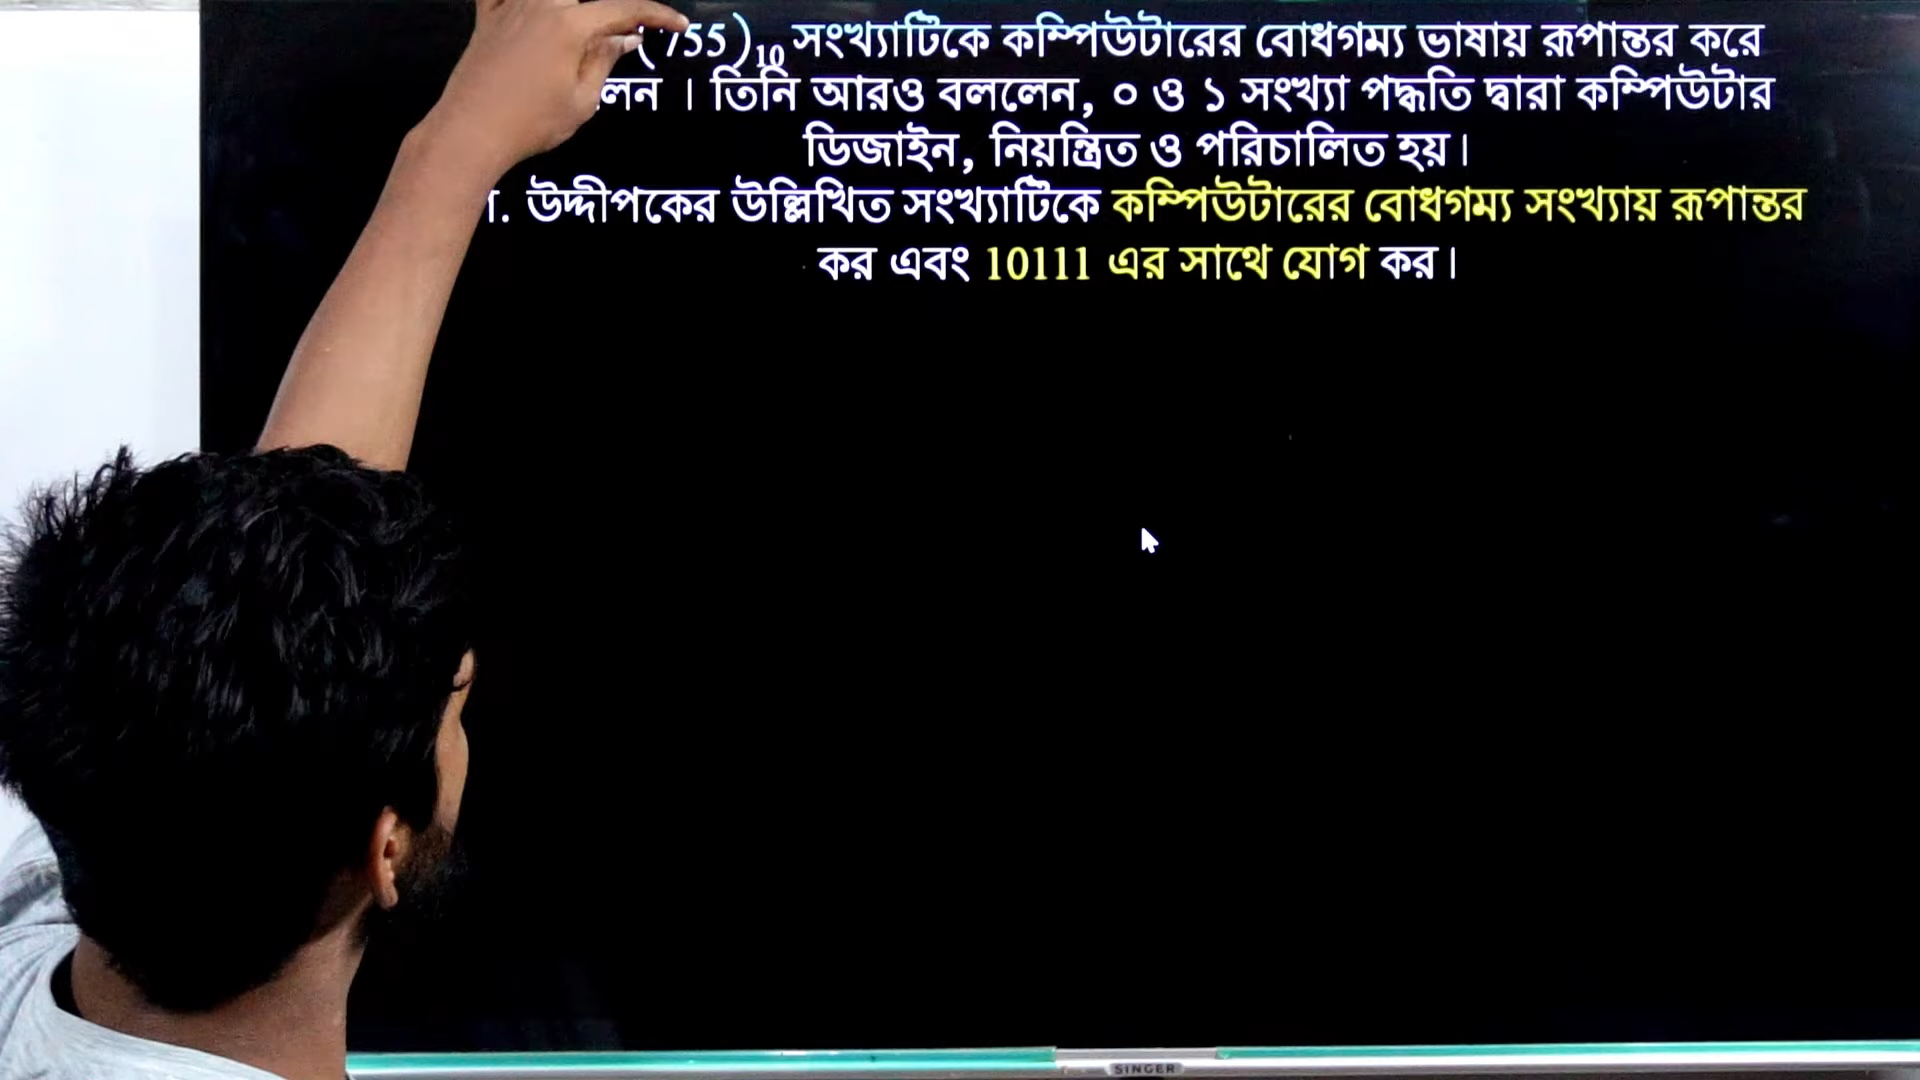 (755)₁₀ সংখ্যাটিকে কম্পিউটারের বোধগম্য ভাষায় রূপান্তর করে
। তিনি আরও বললেন, ০ ও ১ সংখ্যা পদ্ধতি দ্বারা কম্পিউটার
ডিজাইন, নিয়ন্ত্রিত ও পরিচালিত হয়।
উদ্দীপকের উল্লিখিত সংখ্যাটিকে কম্পিউটারের বোধগম্য সংখ্যায় রূপান্তর
কর এবং 10111 এর সাথে যোগ কর।
SINGER